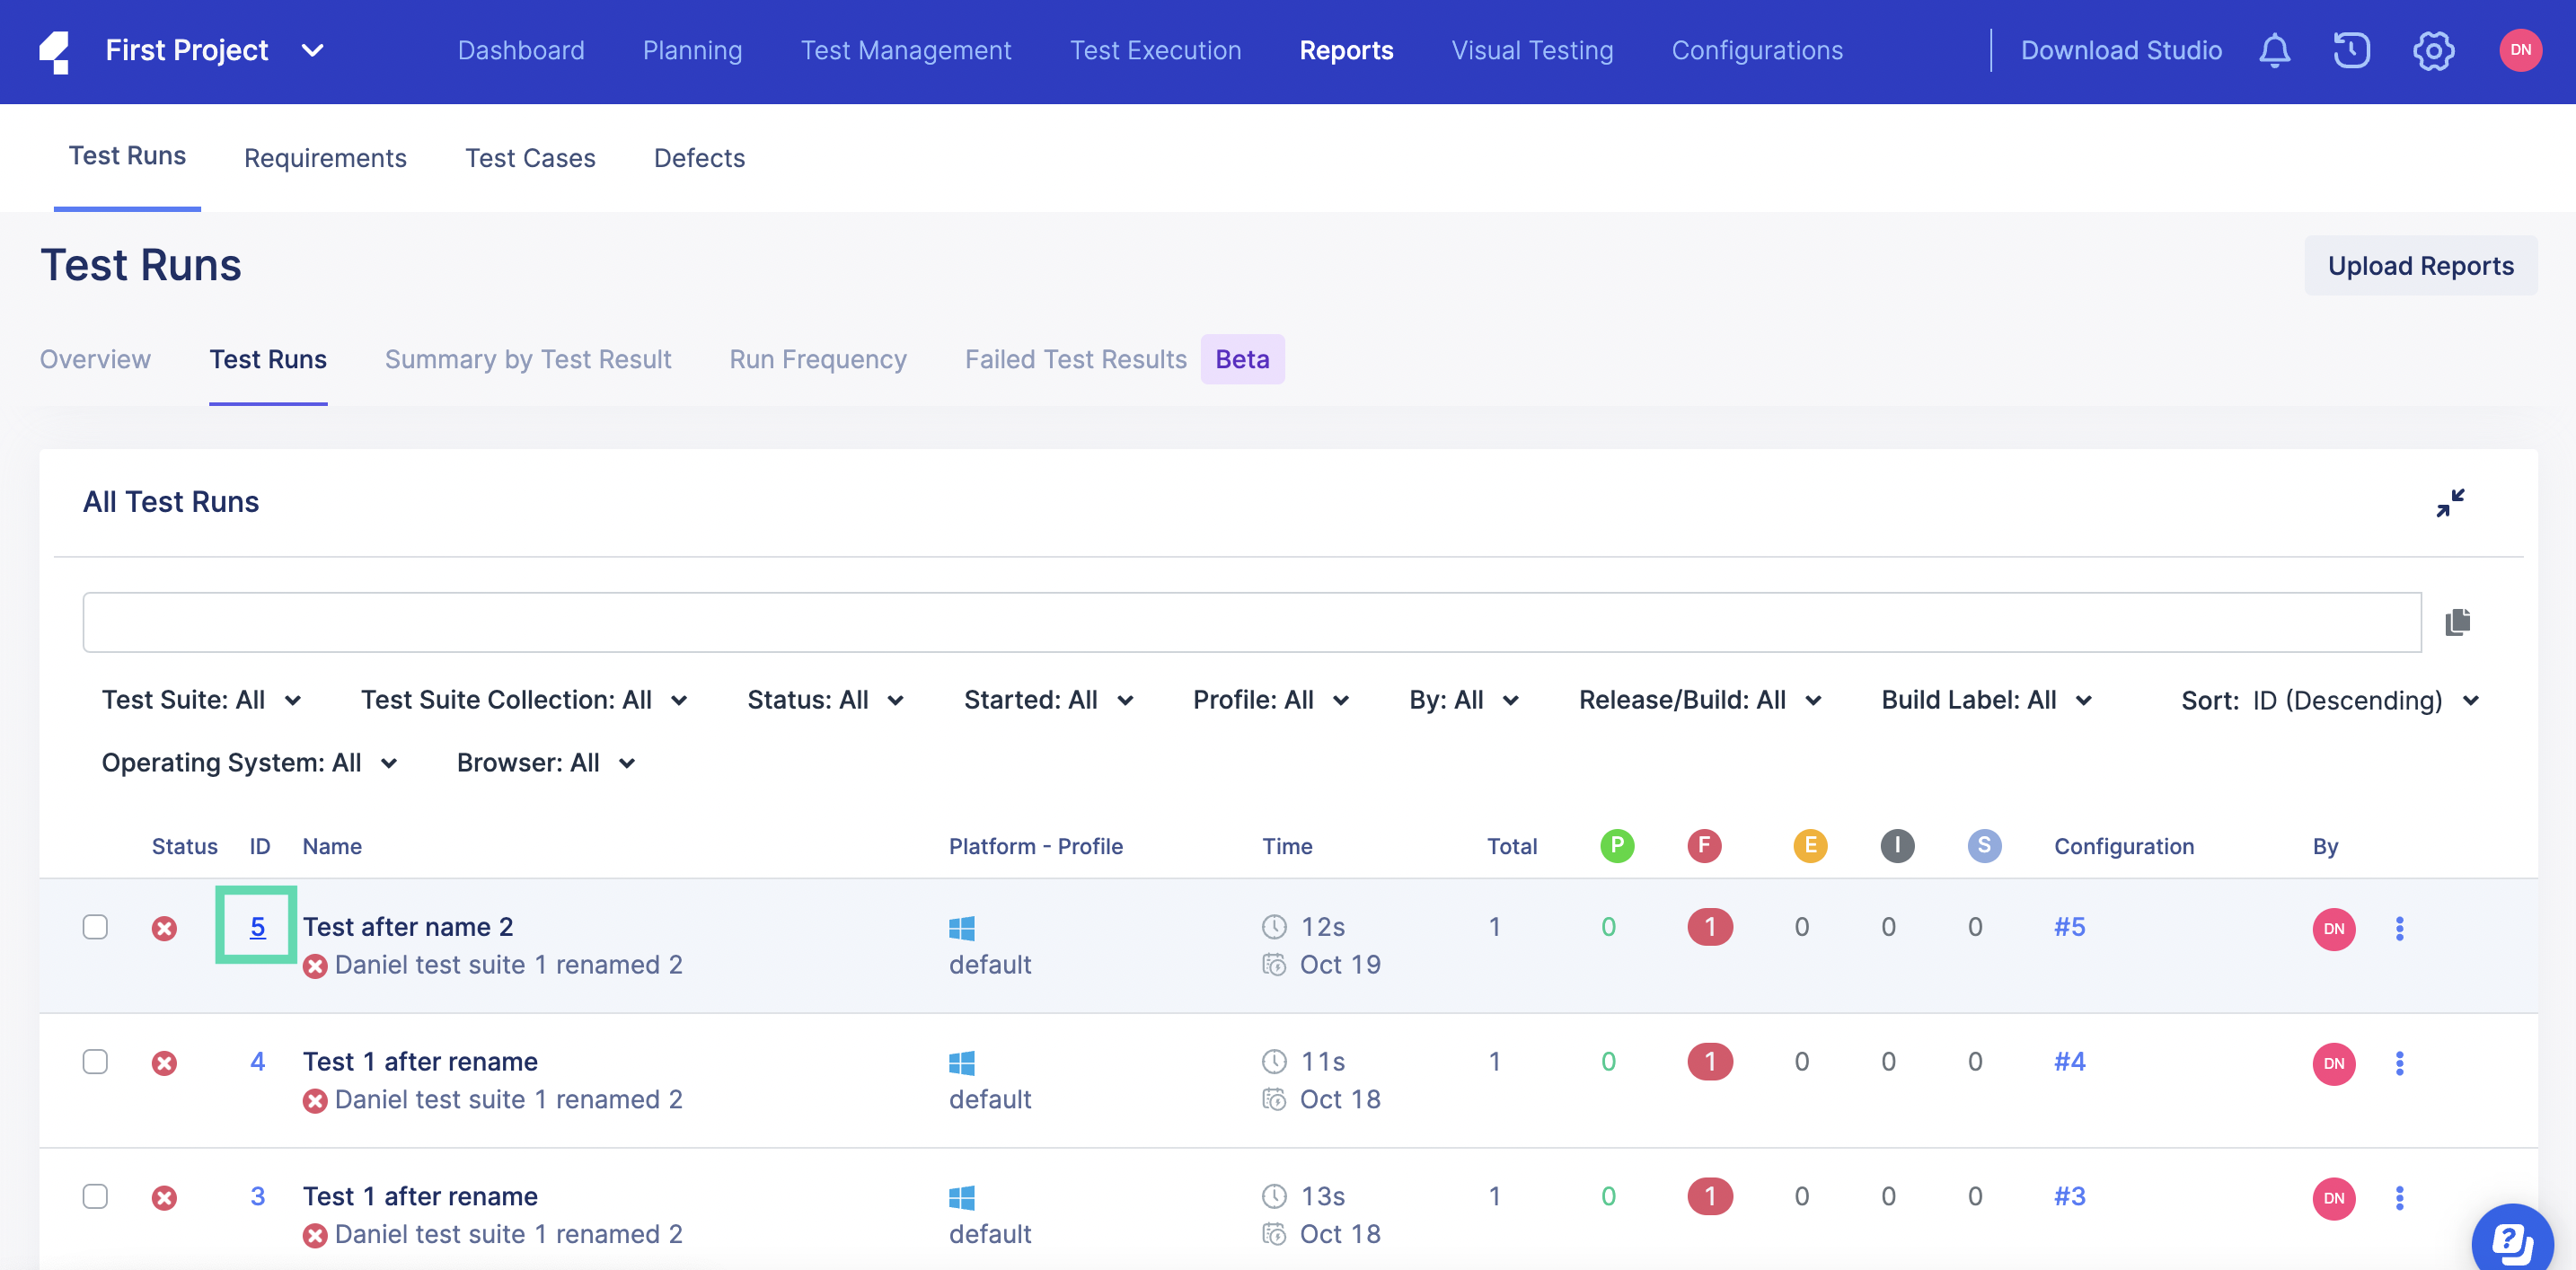 First Project Dashboard Planning Test Management Test Execution Reports Visual Testing Configurations Download Studio DN
Test Runs Requirements Test Cases Defects
Test Runs Upload Reports
Overview Test Runs Summary by Test Result Run Frequency Failed Test Results Beta
All Test Runs
Test Suite: All Test Suite Collection: All Status: All Started: All Profile: All By: All Release/Build: All Build Label: All Sort: ID (Descending)
Operating System: All Browser: All
Status ID Name Platform - Profile Time Total P F E I S Configuration By
5 Test after name 2 12s 1 0 1 0 0 0 #5 DN
Daniel test suite 1 renamed 2 default Oct 19
4 Test 1 after rename 11s 1 0 1 0 0 0 #4 DN
Daniel test suite 1 renamed 2 default Oct 18
3 Test 1 after rename 13s 1 0 1 0 0 0 #3 DN
Daniel test suite 1 renamed 2 default Oct 18
?